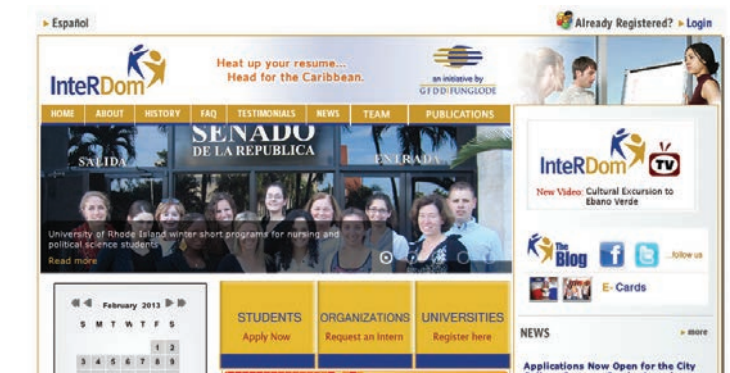 Español
Already Registered? Login
InteRDom
Heat up your resume...
Head for the Caribbean.
an initiative by
GFDD|FUNGLODE
HOME ABOUT HISTORY FAQ TESTIMONIALS NEWS TEAM PUBLICATIONS
SENADO
DE LA REPUBLICA
SALIDA ENTRADA
University of Rhode Island winter short programs for nursing and
political science students
Read more
InteRDom TV
New Video: Cultural Excursion to
Ebano Verde
The
Blog f t ...follow us
E- Cards
February 2013
S M T W T F S
1 2
3 4 5 6 7 8 9
STUDENTS
Apply Now
ORGANIZATIONS
Request an Intern
UNIVERSITIES
Register here
NEWS more
Applications Now Open for the City